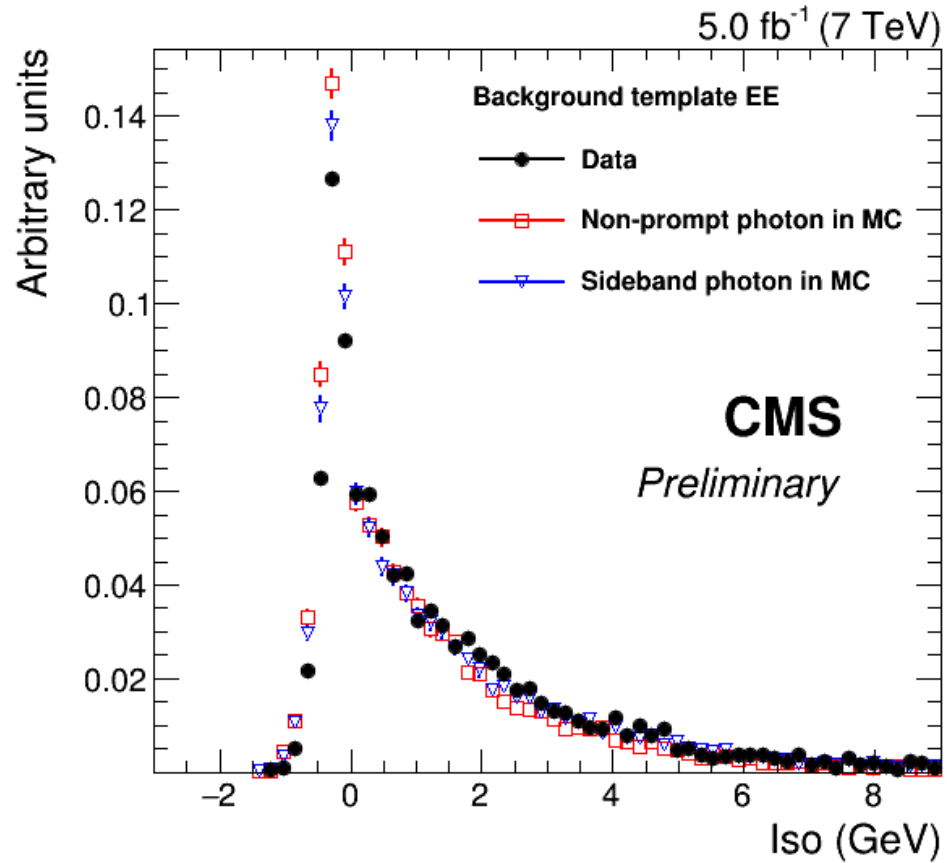 5.0 fb⁻¹ (7 TeV)
Arbitrary units
Background template EE
Data
Non-prompt photon in MC
Sideband photon in MC
CMS
Preliminary
0.14
0.12
0.1
0.08
0.06
0.04
0.02
−2 0 2 4 6 8
Iso (GeV)